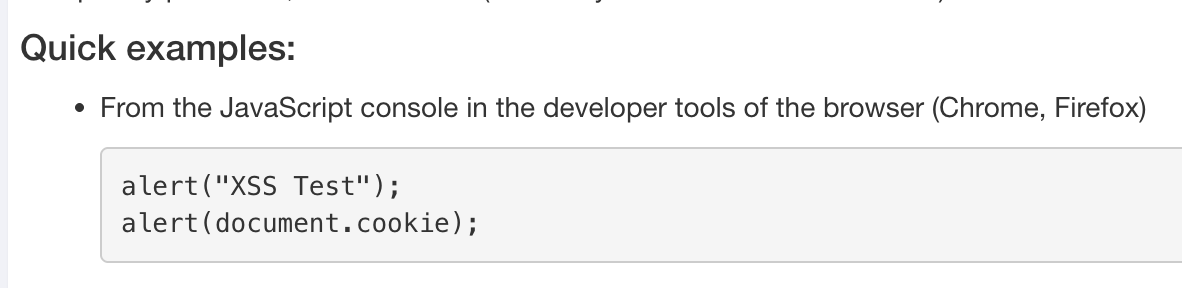 Quick examples:
• From the JavaScript console in the developer tools of the browser (Chrome, Firefox)
alert("XSS Test");
alert(document.cookie);